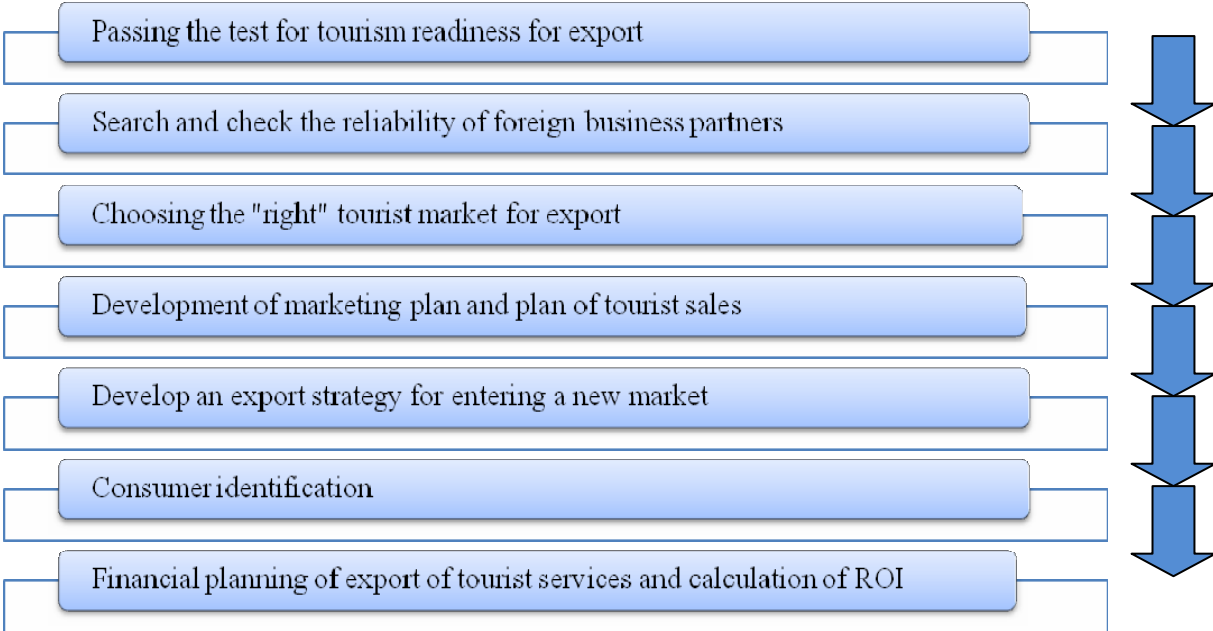 Passing the test for tourism readiness for export
Search and check the reliability of foreign business partners
Choosing the "right" tourist market for export
Development of marketing plan and plan of tourist sales
Develop an export strategy for entering a new market
Consumer identification
Financial planning of export of tourist services and calculation of ROI